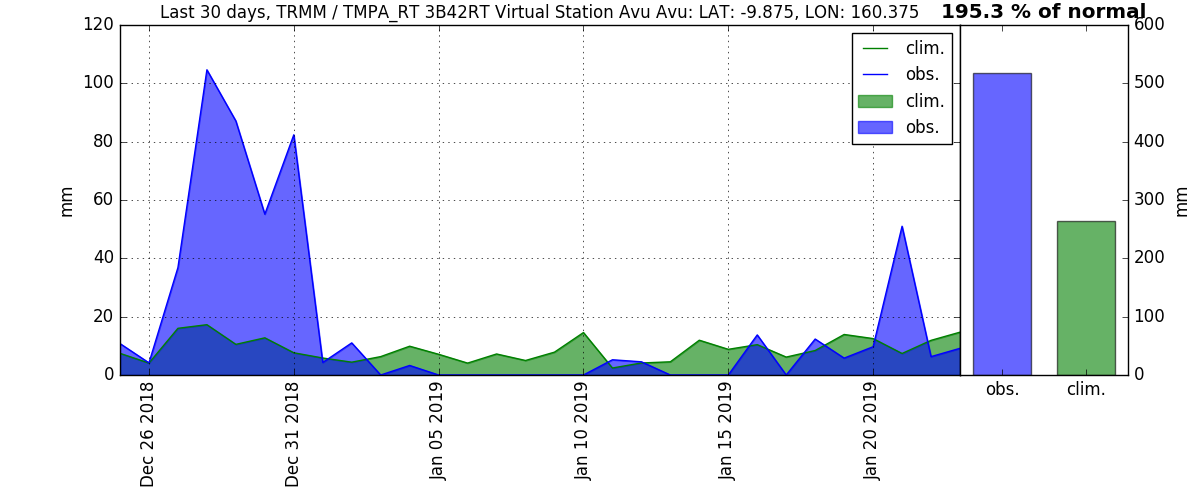 Last 30 days, TRMM / TMPA_RT 3B42RT Virtual Station Avu Avu: LAT: -9.875, LON: 160.375
195.3 % of normal
120
100
80
60
40
20
0
mm
clim.
obs.
clim.
obs.
600
500
400
300
200
100
0
mm
Dec 26 2018
Dec 31 2018
Jan 05 2019
Jan 10 2019
Jan 15 2019
Jan 20 2019
obs.
clim.